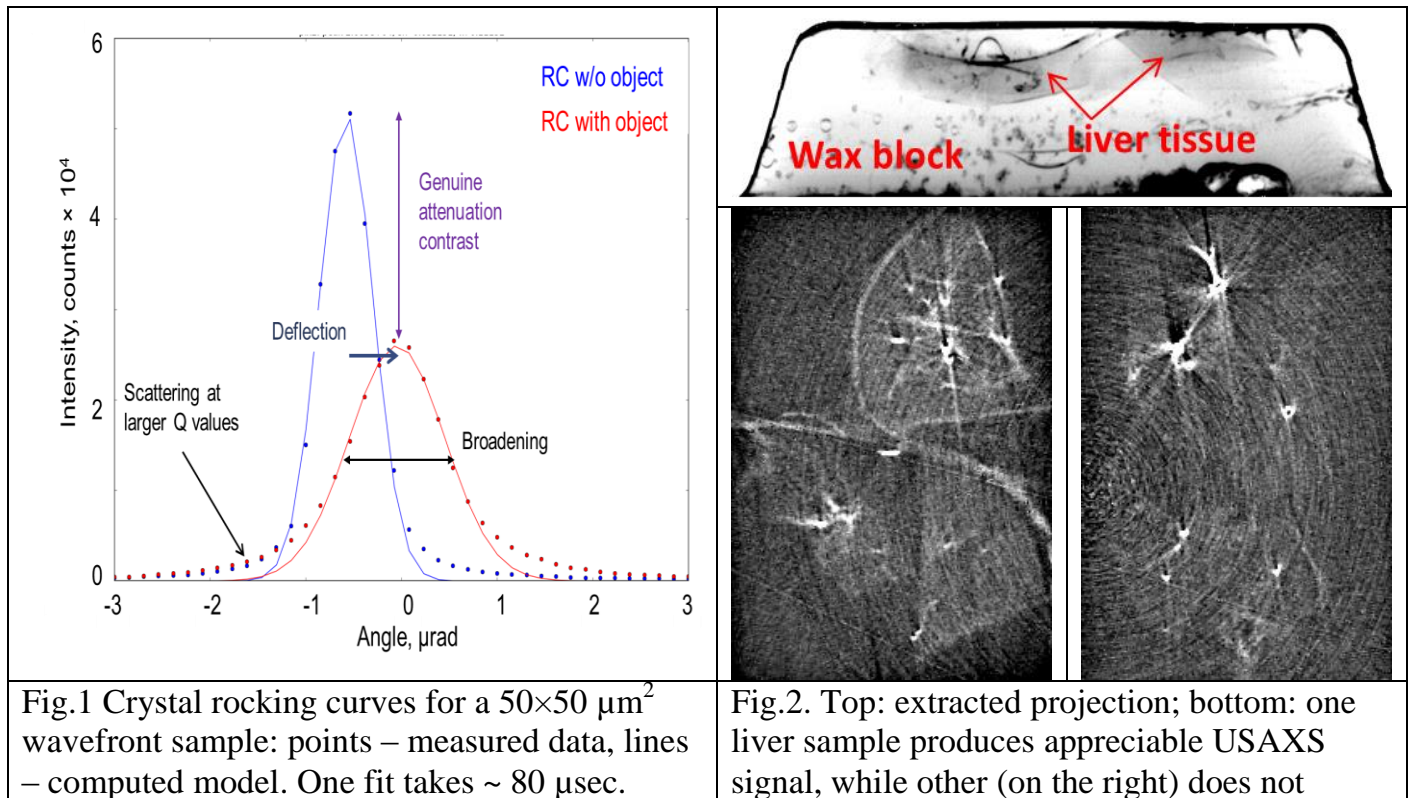 6
4
2
0
-3
-2
-1
0
1
2
3
Intensity, counts × 10⁴
Angle, µrad
RC w/o object
RC with object
Genuine
attenuation
contrast
Deflection
Scattering at
larger Q values
Broadening
Wax block
Liver tissue
Fig.1 Crystal rocking curves for a 50×50 µm²
wavefront sample: points – measured data, lines
– computed model. One fit takes ~ 80 µsec.
Fig.2. Top: extracted projection; bottom: one
liver sample produces appreciable USAXS
signal, while other (on the right) does not